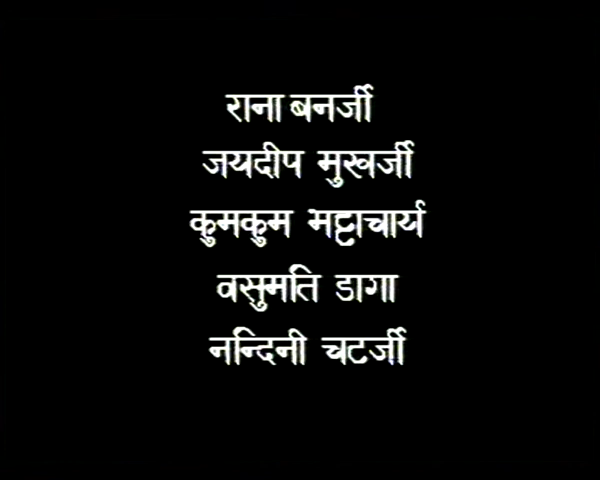 राना बनर्जी
जयदीप मुखर्जी
कुमकुम भट्टाचार्य
वसुमति डागा
नन्दिनी चटर्जी